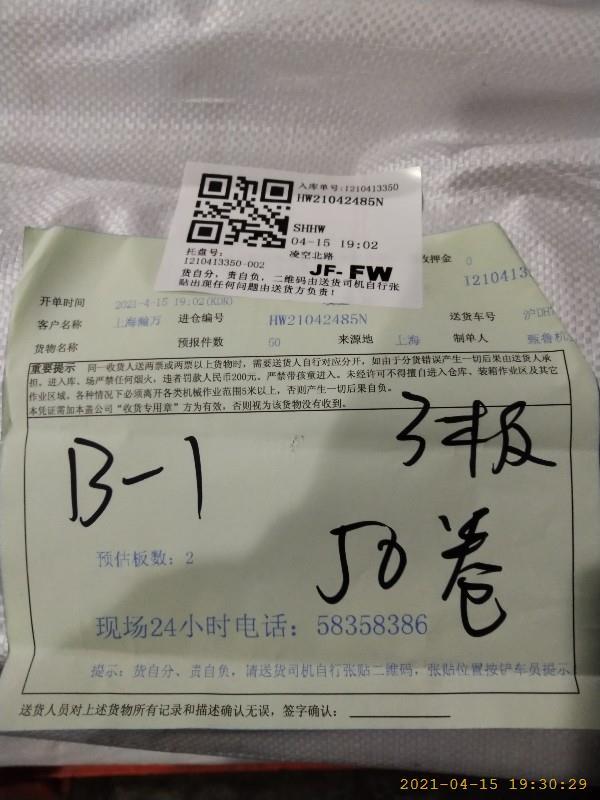 入库单号:1210413350
HW21042485N
SHHW
04-15 19:02
托盘号: 凌空北路
1210413350-002 JF-FW
货自分，责自负，二维码由送货司机自行张
贴出现任何问题由送货方负责！
押金 0
1210413
开单时间 2021-4-15 19:02(KDN)
客户名称 上海瀚万 进仓编号 HW21042485N 送货车号 沪DH
货物名称 预报件数 50 来源地 上海 制单人 甄鲁杭
重要提示 同一收货人送两票或两票以上货物时，需要送货人自行对应分开，如由于分货错误产生一切后果由送货人承
担，进入库、场严禁任何烟火，违者罚款人民币200元。严禁带孩童进入。未经许可不得擅自进入仓库、装箱作业区及其它
作业区域，各种情况下必须离开各类机械作业范围5米以上，否则产生一切后果自负。
本凭证需加本盖公司“收货专用章”方为有效，否则视为该货物没有收到。
B-1
50卷
预估板数：2
现场24小时电话：58358386
提示：货自分、责自负，请送货司机自行张贴二维码，张贴位置按铲车员提示
送货人员对上述货物所有记录和描述确认无误，签字确认：
2021-04-15 19:30:29